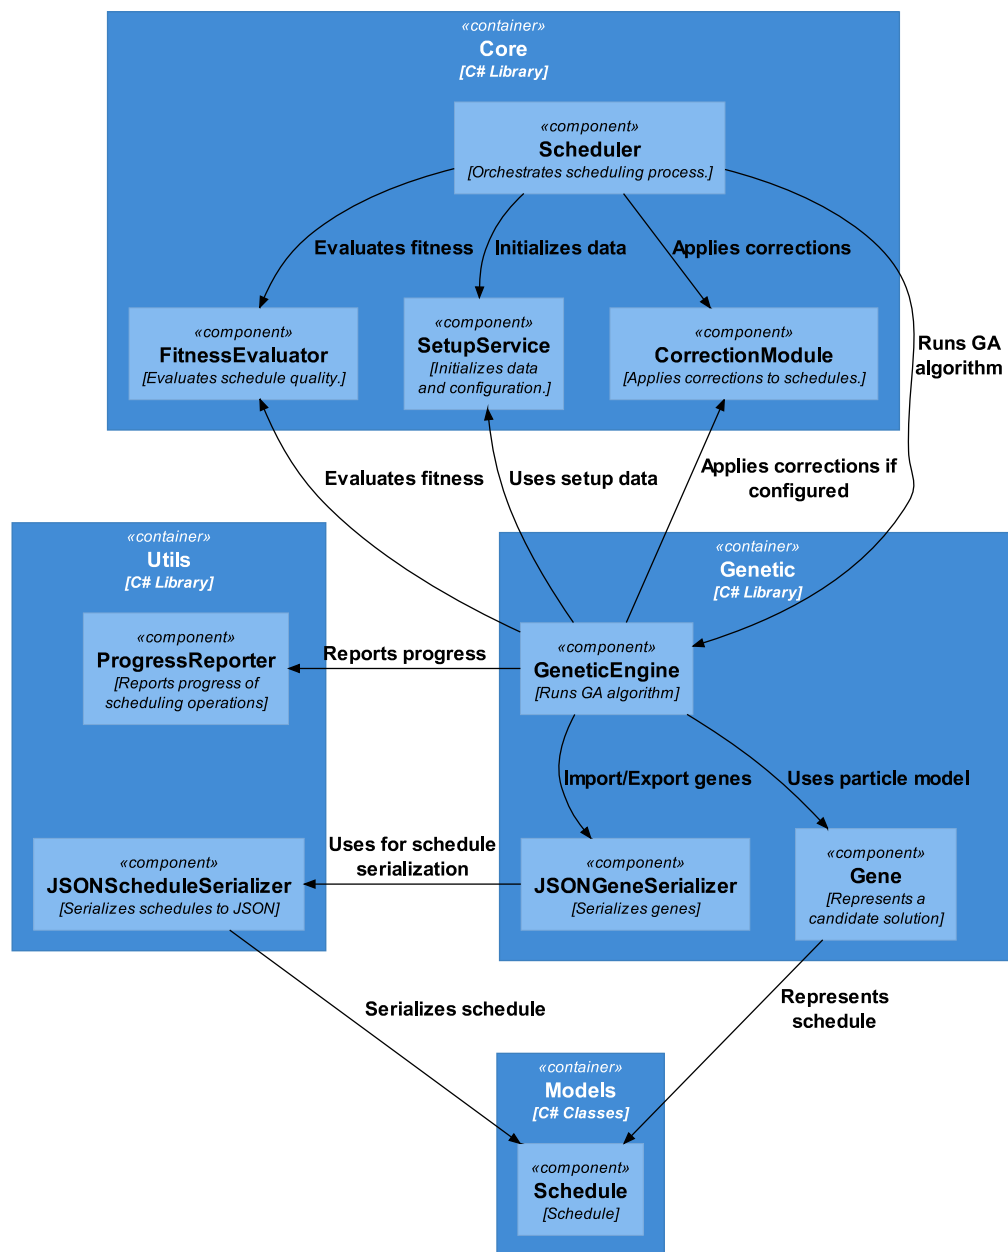 «container»
Core
[C# Library]
«component»
Scheduler
[Orchestrates scheduling process.]
Evaluates fitness
Initializes data
Applies corrections
Runs GA
algorithm
«component»
FitnessEvaluator
[Evaluates schedule quality.]
«component»
SetupService
[Initializes data
and configuration.]
«component»
CorrectionModule
[Applies corrections to schedules.]
Evaluates fitness
Uses setup data
Applies corrections if
configured
«container»
Utils
[C# Library]
«container»
Genetic
[C# Library]
«component»
ProgressReporter
[Reports progress of
scheduling operations]
Reports progress
«component»
GeneticEngine
[Runs GA algorithm]
Import/Export genes
Uses particle model
«component»
JSONScheduleSerializer
[Serializes schedules to JSON]
Uses for schedule
serialization
«component»
JSONGeneSerializer
[Serializes genes]
«component»
Gene
[Represents a
candidate solution]
Serializes schedule
Represents
schedule
«container»
Models
[C# Classes]
«component»
Schedule
[Schedule]